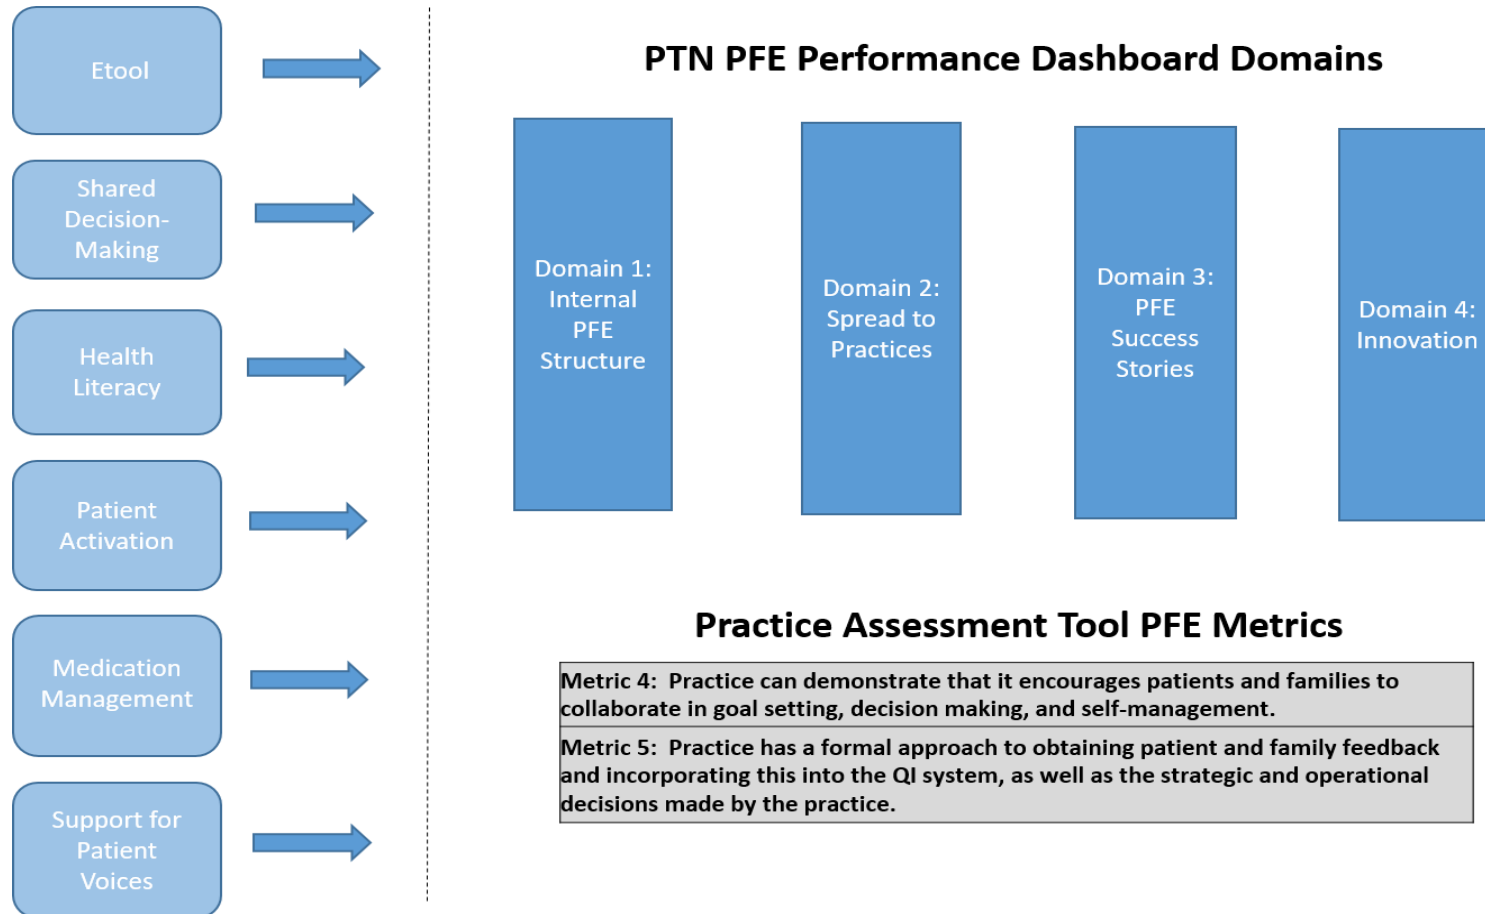 Etool
Shared
Decision-
Making
Health
Literacy
Patient
Activation
Medication
Management
Support for
Patient
Voices
PTN PFE Performance Dashboard Domains
Domain 1:
Internal
PFE
Structure
Domain 2:
Spread to
Practices
Domain 3:
PFE
Success
Stories
Domain 4:
Innovation
Practice Assessment Tool PFE Metrics
Metric 4:  Practice can demonstrate that it encourages patients and families to
collaborate in goal setting, decision making, and self-management.
Metric 5:  Practice has a formal approach to obtaining patient and family feedback
and incorporating this into the QI system, as well as the strategic and operational
decisions made by the practice.